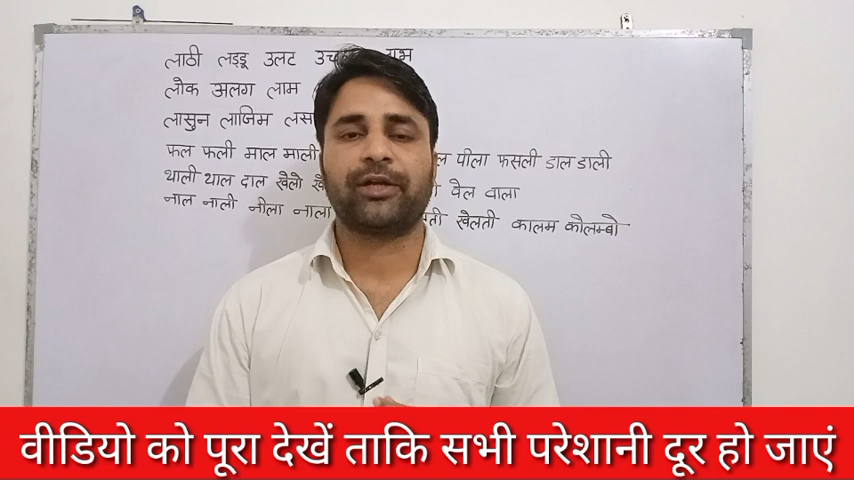 लाठी लड्डू उलट
लोक अलग लाम
लासुन लाजिम
फल फली माल माली पीला फसली डाल डाली
थाली थाल दाल खेलो वेल वाला
नाल नाली नीला नाला खेलती कालम कोलम्बो
वीडियो को पूरा देखें ताकि सभी परेशानी दूर हो जाएं